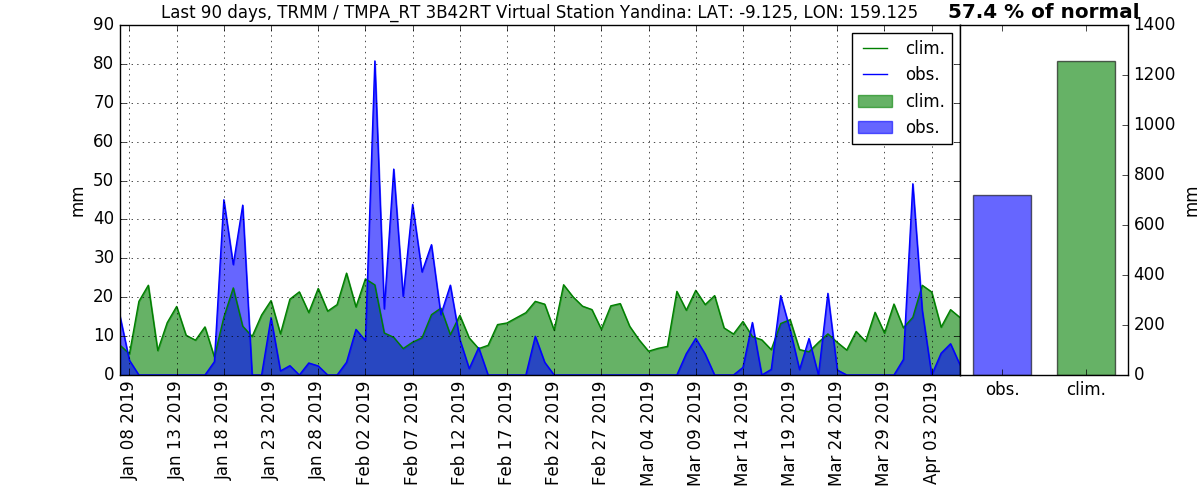 Last 90 days, TRMM / TMPA_RT 3B42RT Virtual Station Yandina: LAT: -9.125, LON: 159.125
57.4 % of normal
90
80
70
60
50
40
30
20
10
0
mm
clim.
obs.
clim.
obs.
1400
1200
1000
800
600
400
200
0
mm
obs.
clim.
Jan 08 2019
Jan 13 2019
Jan 18 2019
Jan 23 2019
Jan 28 2019
Feb 02 2019
Feb 07 2019
Feb 12 2019
Feb 17 2019
Feb 22 2019
Feb 27 2019
Mar 04 2019
Mar 09 2019
Mar 14 2019
Mar 19 2019
Mar 24 2019
Mar 29 2019
Apr 03 2019